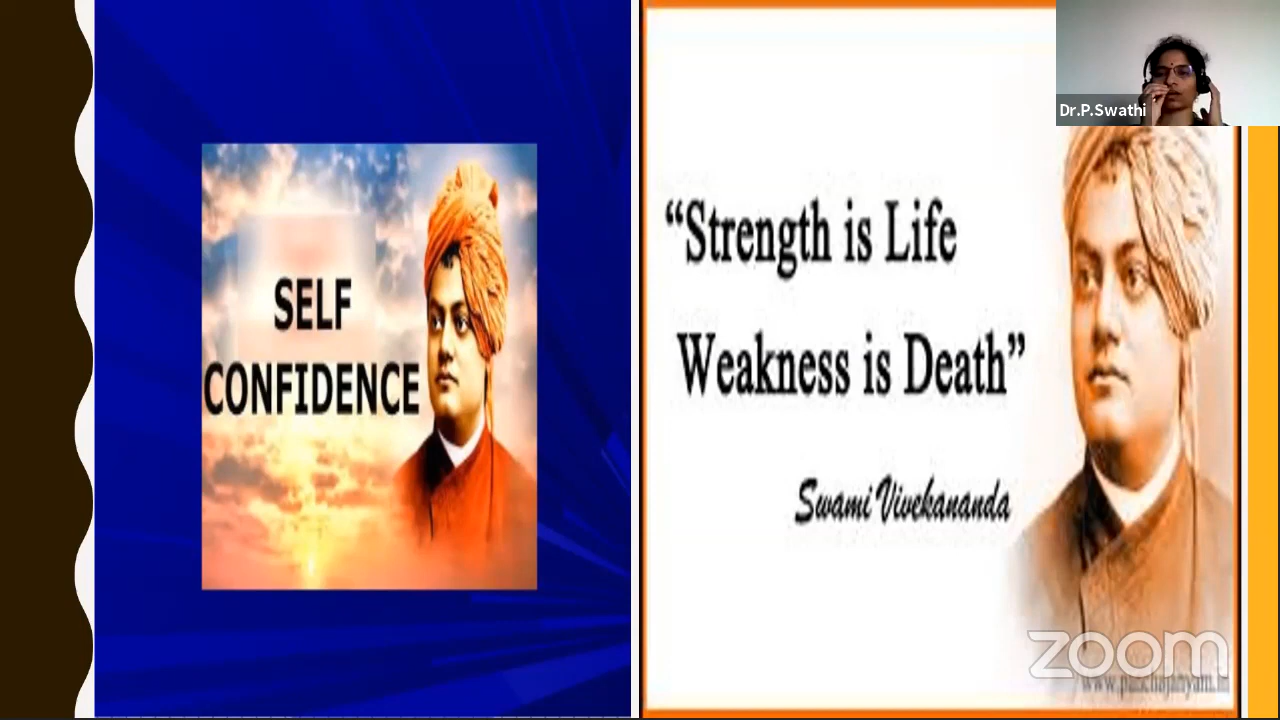 SELF
CONFIDENCE
“Strength is Life
Weakness is Death”
Swami Vivekananda
Dr.P.Swathi
zoom